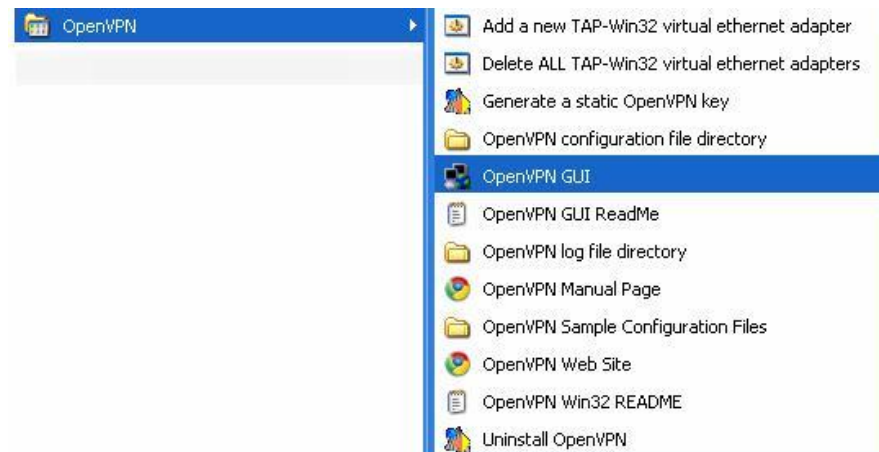 OpenVPN
Add a new TAP-Win32 virtual ethernet adapter
Delete ALL TAP-Win32 virtual ethernet adapters
Generate a static OpenVPN key
OpenVPN configuration file directory
OpenVPN GUI
OpenVPN GUI ReadMe
OpenVPN log file directory
OpenVPN Manual Page
OpenVPN Sample Configuration Files
OpenVPN Web Site
OpenVPN Win32 README
Uninstall OpenVPN